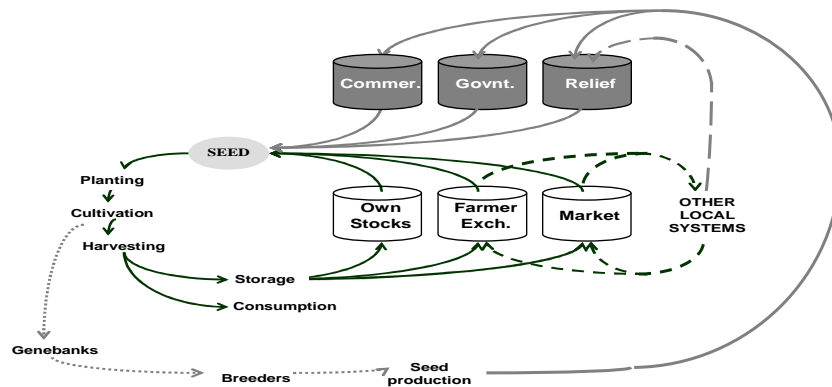 Commer.
Govnt.
Relief
SEED
Planting
Cultivation
Harvesting
Own
Stocks
Farmer
Exch.
Market
OTHER
LOCAL
SYSTEMS
Storage
Consumption
Genebanks
Breeders
Seed
production